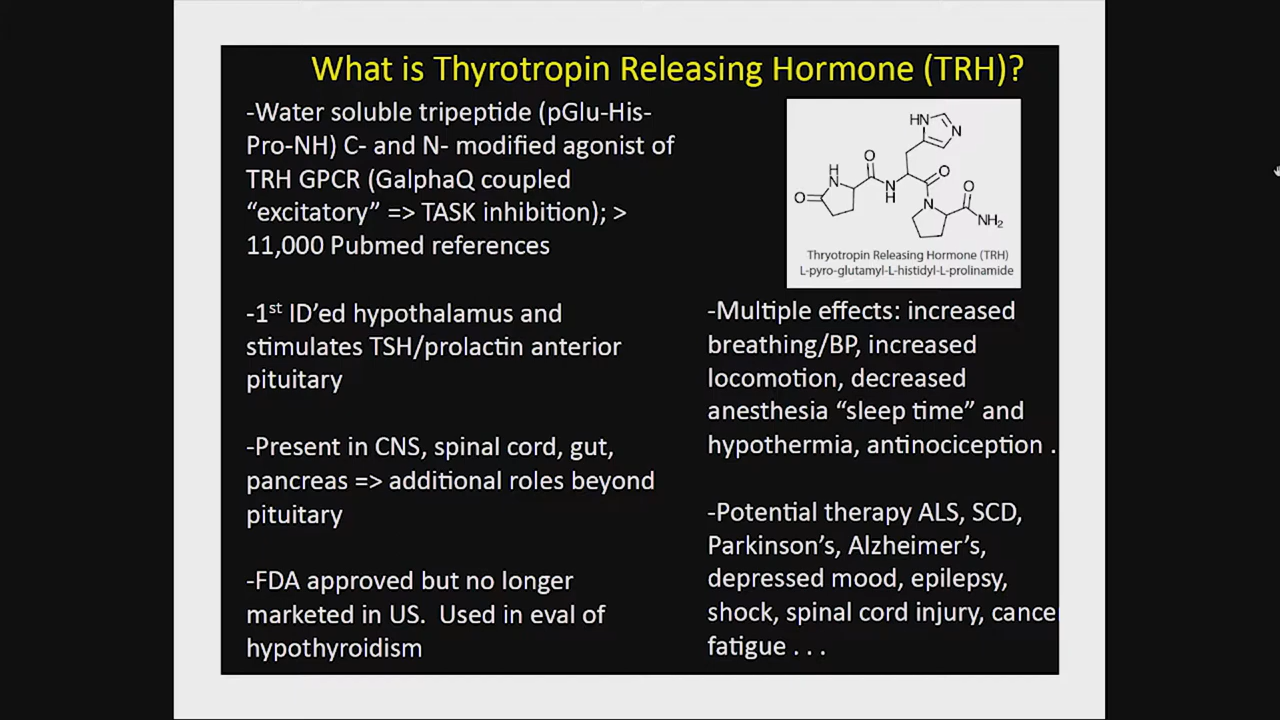 What is Thyrotropin Releasing Hormone (TRH)?
-Water soluble tripeptide (pGlu-His-
Pro-NH) C- and N- modified agonist of
TRH GPCR (GalphaQ coupled
“excitatory” => TASK inhibition); >
11,000 Pubmed references
-1st ID’ed hypothalamus and
stimulates TSH/prolactin anterior
pituitary
-Present in CNS, spinal cord, gut,
pancreas => additional roles beyond
pituitary
-FDA approved but no longer
marketed in US.  Used in eval of
hypothyroidism
HN
N
O
O
H
N
O
N
H
O
N
NH2
Thryotropin Releasing Hormone (TRH)
L-pyro-glutamyl-L-histidyl-L-prolinamide
-Multiple effects: increased
breathing/BP, increased
locomotion, decreased
anesthesia “sleep time” and
hypothermia, antinociception .
-Potential therapy ALS, SCD,
Parkinson’s, Alzheimer’s,
depressed mood, epilepsy,
shock, spinal cord injury, cance
fatigue . . .